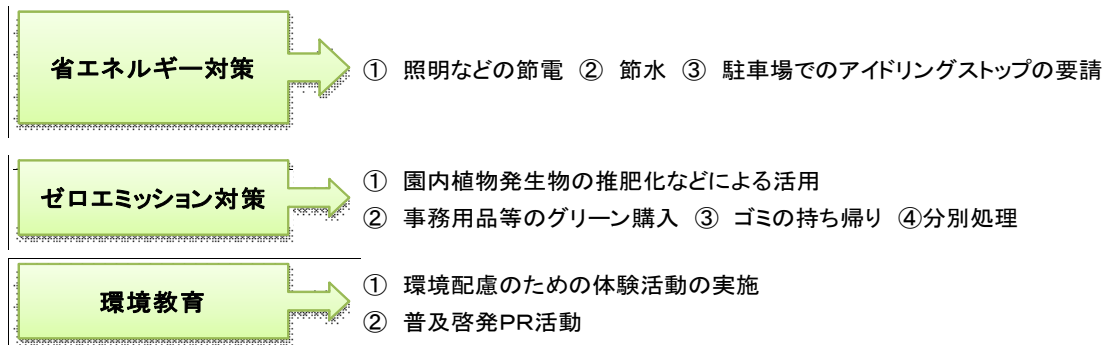 省エネルギー対策
① 照明などの節電 ② 節水 ③ 駐車場でのアイドリングストップの要請
ゼロエミッション対策
① 園内植物発生物の推肥化などによる活用
② 事務用品等のグリーン購入 ③ ゴミの持ち帰り ④分別処理
環境教育
① 環境配慮のための体験活動の実施
② 普及啓発PR活動